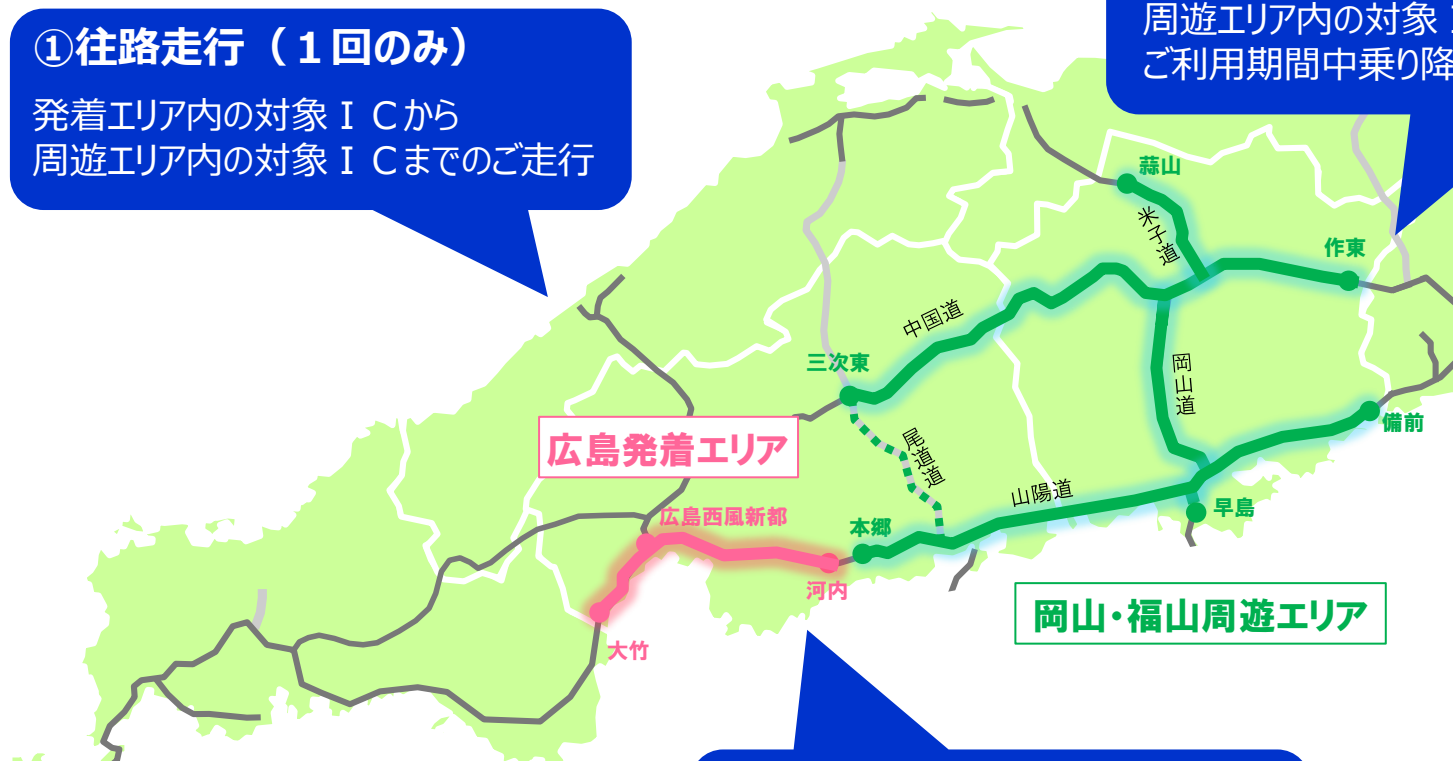 ①往路走行（１回のみ）
発着エリア内の対象ＩＣから
周遊エリア内の対象ＩＣまでのご走行
周遊エリア内の対象
ご利用期間中乗り降
蒜山
米子道
作東
中国道
三次東
岡山道
備前
広島発着エリア
尾道道
山陽道
早島
広島西風新都
本郷
河内
岡山・福山周遊エリア
大竹